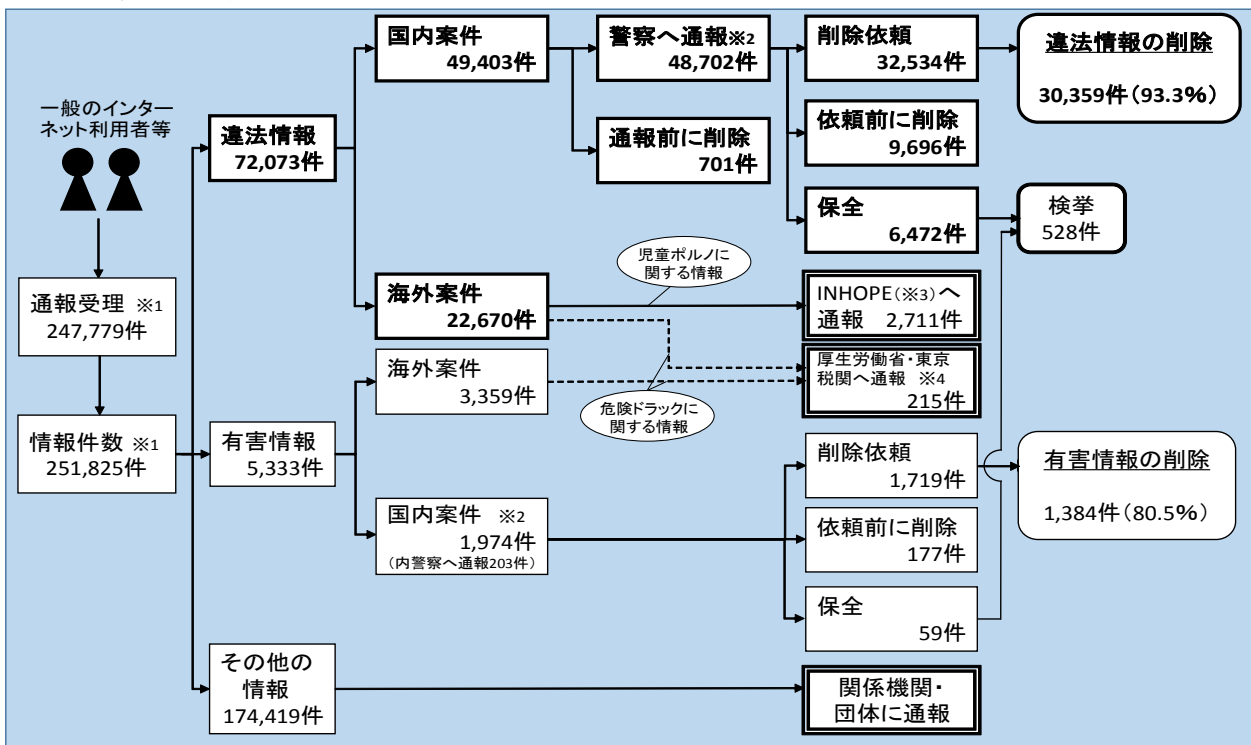 一般のインター
ネット利用者等
通報受理 ※1
247,779件
情報件数 ※1
251,825件
違法情報
72,073件
有害情報
5,333件
その他の
情報
174,419件
国内案件
49,403件
海外案件
22,670件
海外案件
3,359件
国内案件 ※2
1,974件
(内警察へ通報203件)
警察へ通報※2
48,702件
通報前に削除
701件
児童ポルノに
関する情報
危険ドラックに
関する情報
削除依頼
32,534件
依頼前に削除
9,696件
保全
6,472件
INHOPE(※3)へ
通報 2,711件
厚生労働省・東京
税関へ通報 ※4
215件
削除依頼
1,719件
依頼前に削除
177件
保全
59件
関係機関・
団体に通報
違法情報の削除
30,359件(93.3%)
検挙
528件
有害情報の削除
1,384件(80.5%)